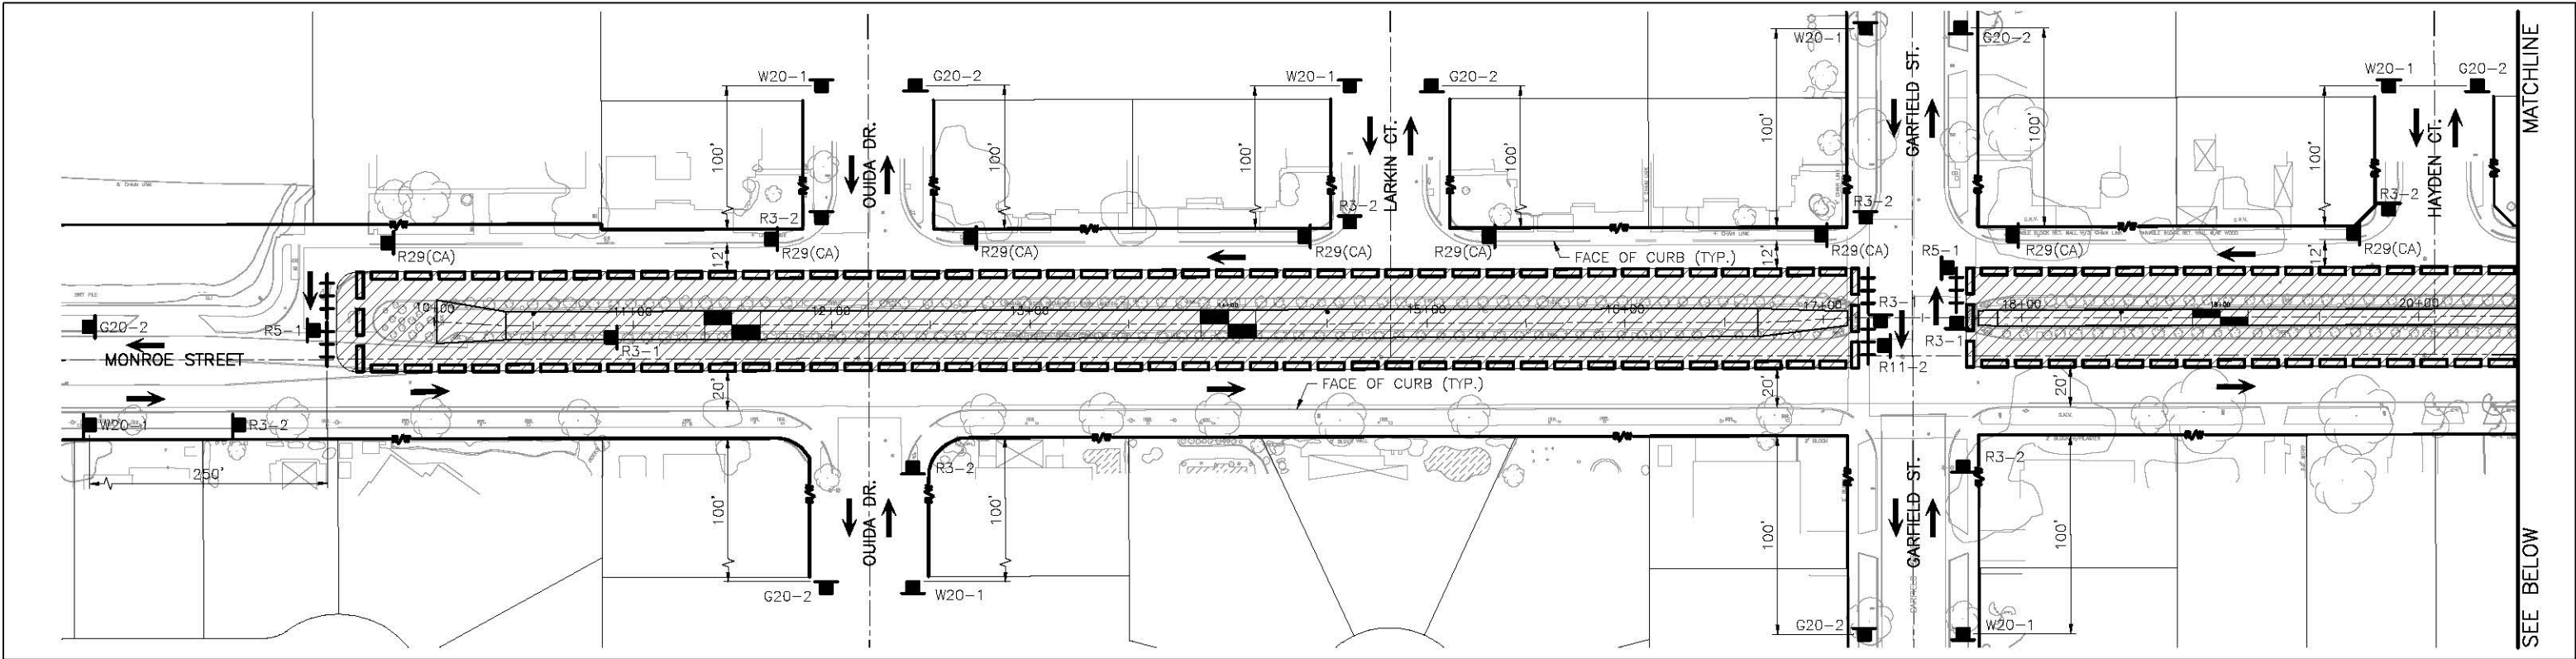 W20-1
G20-2
W20-1
G20-2
W20-1
G20-2
W20-1
G20-2
MATCHLINE
OUIDA DR.
LARKIN CT.
GARFIELD ST.
HAYDEN CT.
100'
100'
100'
100'
100'
100'
100'
R3-2
R3-2
R3-2
R3-2
R29(CA)
R29(CA)
R29(CA)
R29(CA)
R29(CA)
R29(CA)
R29(CA)
R29(CA)
12'
12'
12'
FACE OF CURB (TYP.)
R5-1
10+00
11+00
12+00
13+00
14+00
15+00
16+00
17+00
18+00
19+00
20+00
G20-2
R5-1
R3-1
R3-1
R3-1
R11-2
MONROE STREET
20'
20'
20'
FACE OF CURB (TYP.)
W20-1
R3-2
250'
R3-2
R3-2
OUIDA DR.
GARFIELD ST.
100'
100'
100'
100'
G20-2
W20-1
G20-2
W20-1
SEE BELOW